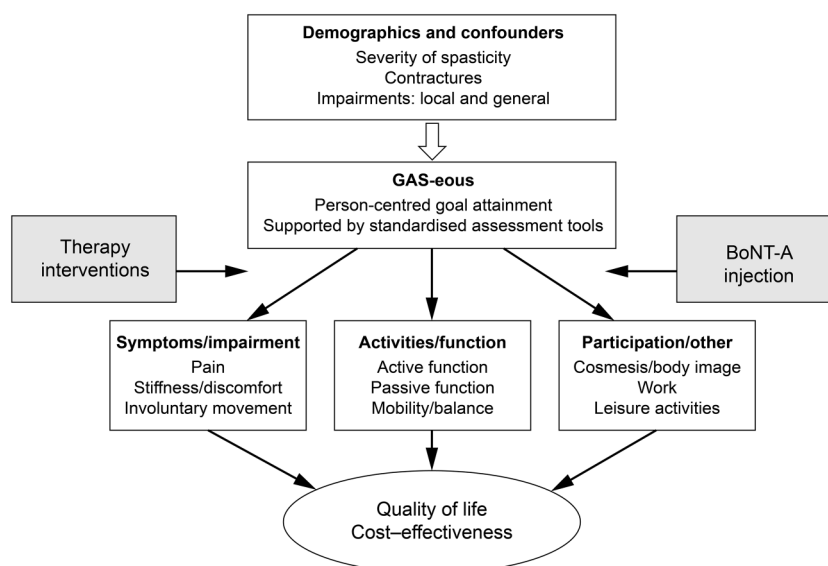 Demographics and confounders
Severity of spasticity
Contractures
Impairments: local and general
GAS-eous
Person-centred goal attainment
Supported by standardised assessment tools
Therapy
interventions
BoNT-A
injection
Symptoms/impairment
Pain
Stiffness/discomfort
Involuntary movement
Activities/function
Active function
Passive function
Mobility/balance
Participation/other
Cosmesis/body image
Work
Leisure activities
Quality of life
Cost–effectiveness